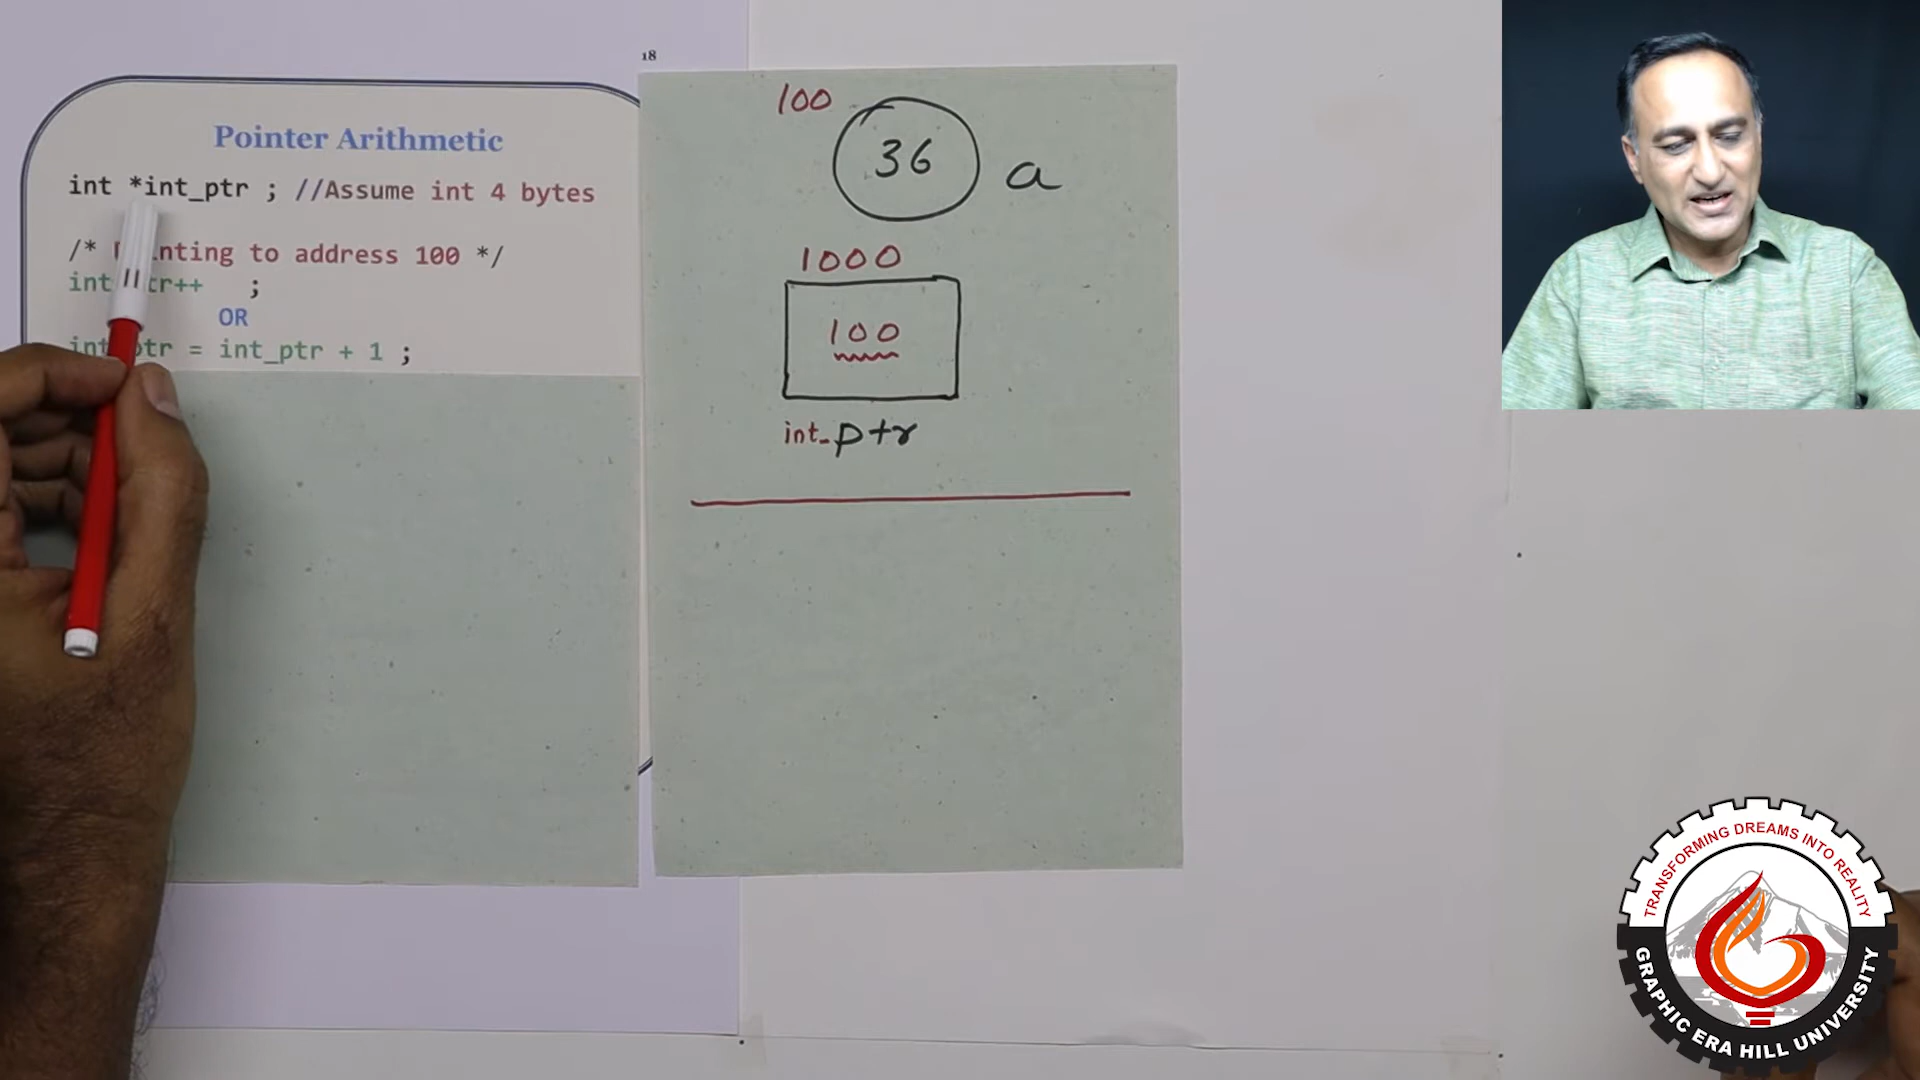 18
Pointer Arithmetic
int *int_ptr ; //Assume int 4 bytes
/* nting to address 100 */
int tr++ ;
OR
int ptr = int_ptr + 1 ;
100
36
a
1000
100
int_ptr
TRANSFORMING DREAMS INTO REALITY
GRAPHIC ERA HILL UNIVERSITY